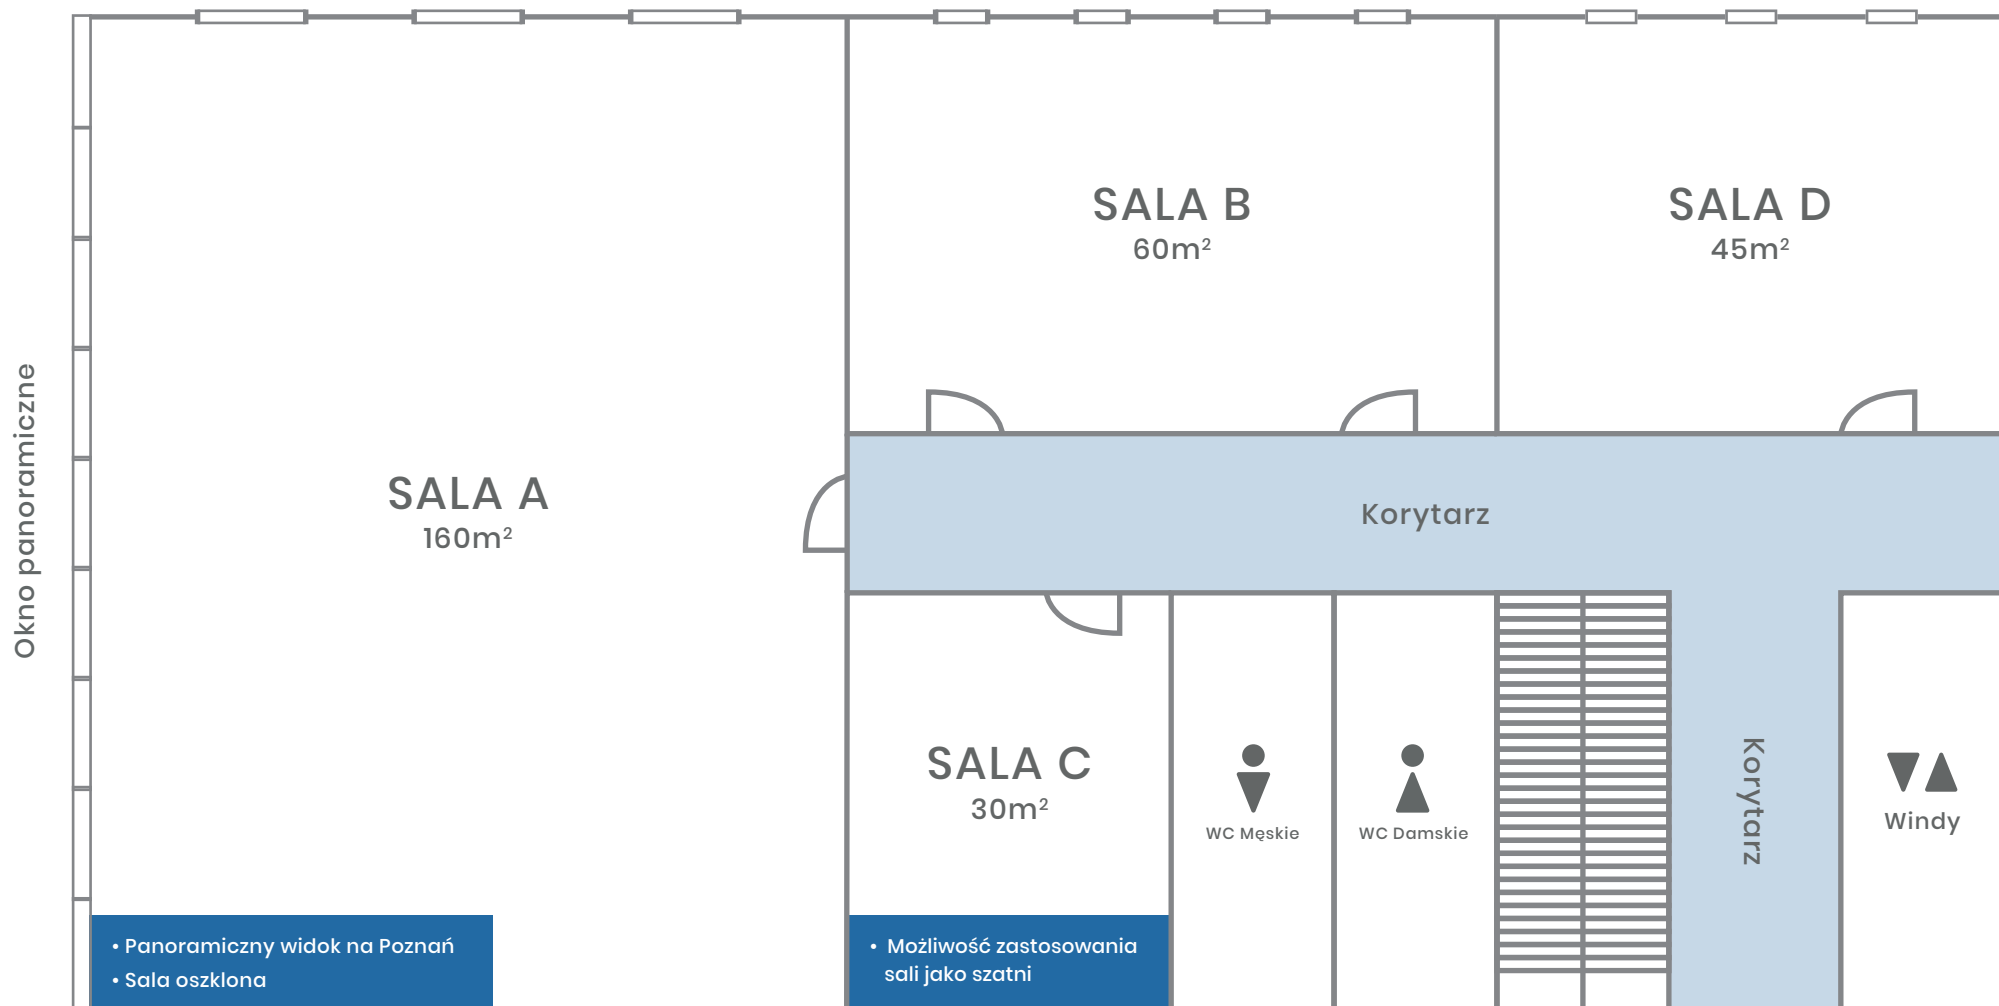 Okno panoramiczne
SALA A
160m²
SALA B
60m²
SALA D
45m²
Korytarz
SALA C
30m²
WC Męskie
WC Damskie
Korytarz
Windy
• Panoramiczny widok na Poznań
• Sala oszklona
• Możliwość zastosowania
sali jako szatni